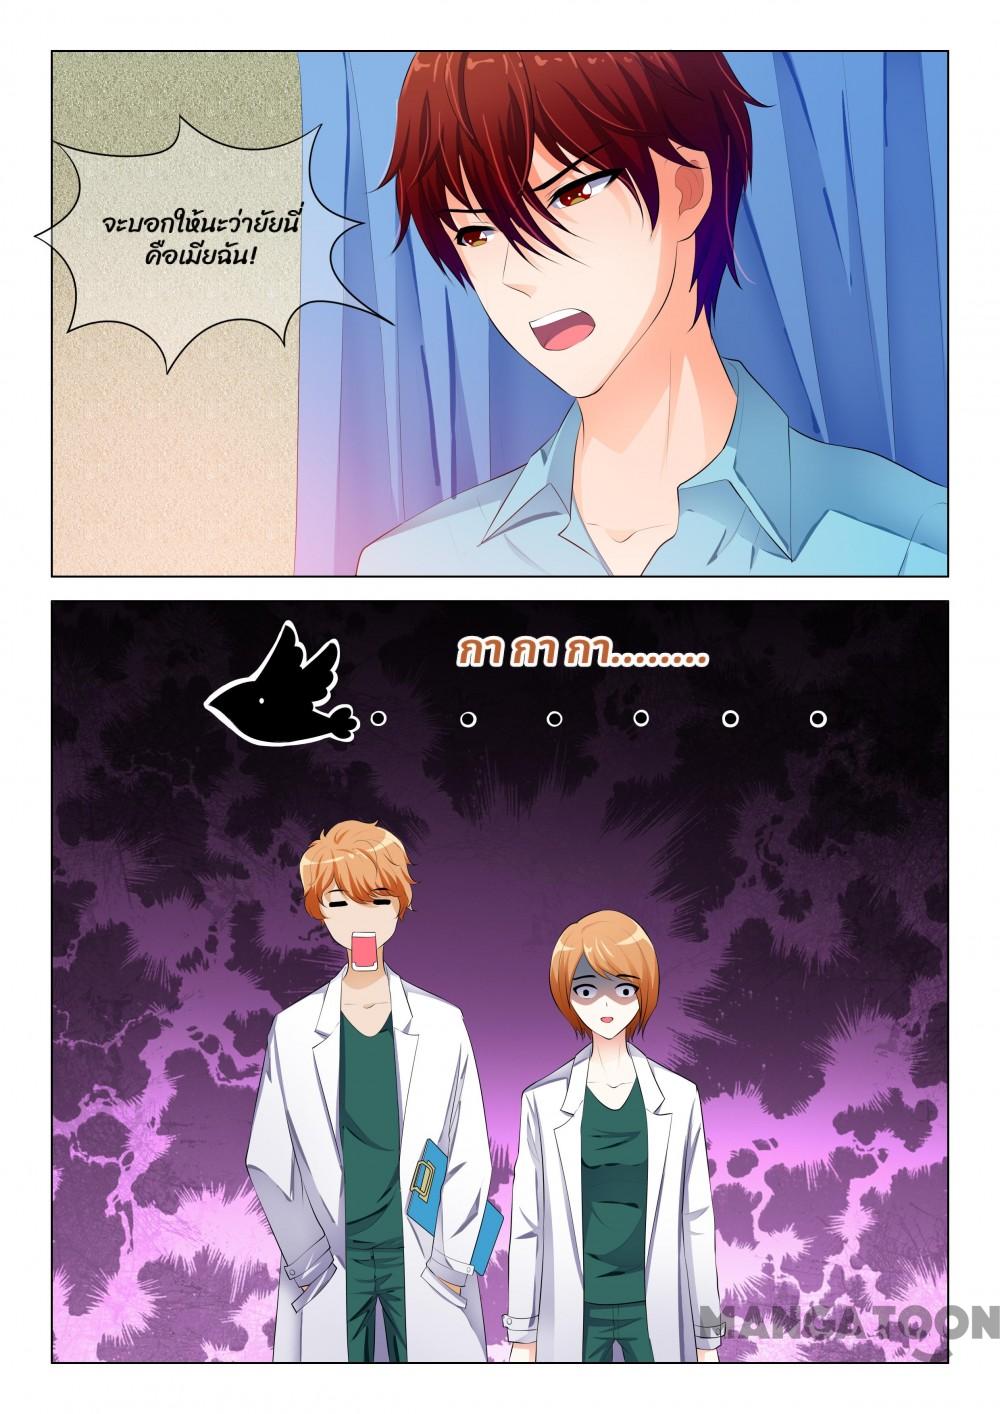 จะบอกให้นะว่ายัยนี่
คือเมียฉัน!
กา กา กา.........
MANGATOON